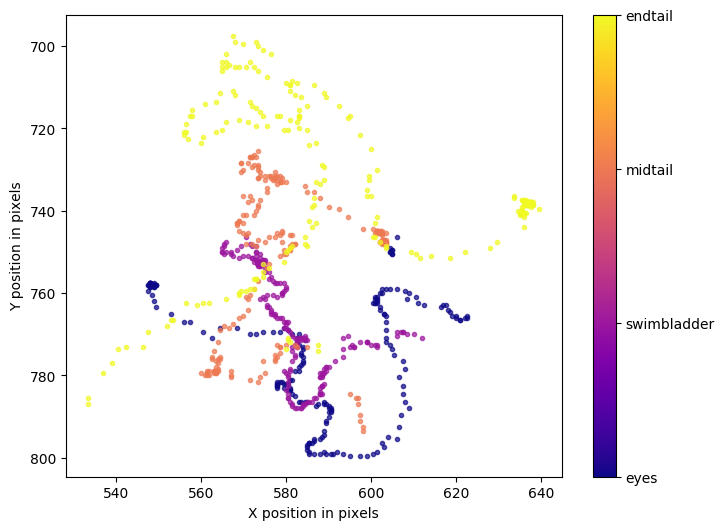 700
720
740
760
780
800
Y position in pixels
540
560
580
600
620
640
X position in pixels
endtail
midtail
swimbladder
eyes